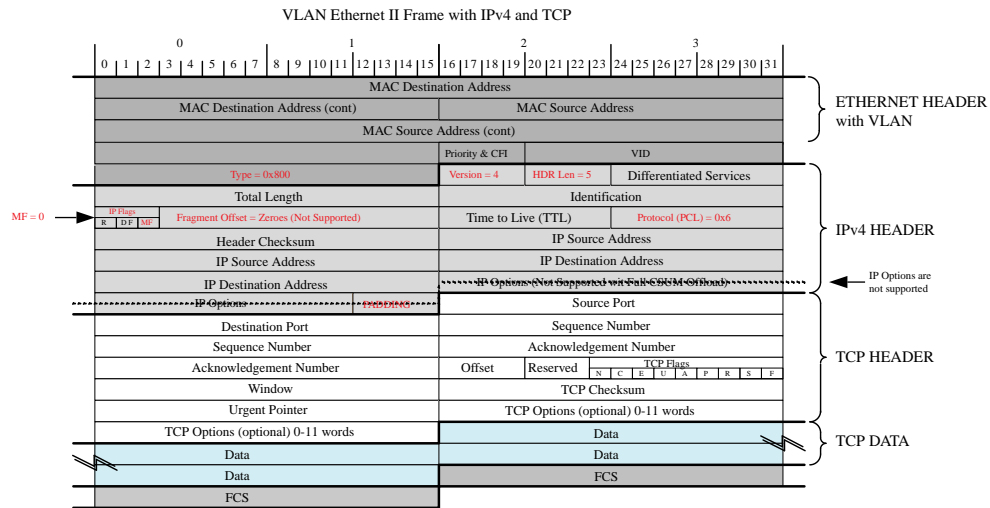 VLAN Ethernet II Frame with IPv4 and TCP
0 1 2 3
0 1 2 3 4 5 6 7 8 9 10 11 12 13 14 15 16 17 18 19 20 21 22 23 24 25 26 27 28 29 30 31
MAC Destination Address
MAC Destination Address (cont) MAC Source Address
ETHERNET HEADER
with VLAN
MAC Source Address (cont)
Priority & CFI VID
Type = 0x800 Version = 4 HDR Len = 5 Differentiated Services
Total Length Identification
MF = 0
IP Flags
R D F MF
Fragment Offset = Zeroes (Not Supported) Time to Live (TTL) Protocol (PCL) = 0x6
IPv4 HEADER
Header Checksum IP Source Address
IP Source Address IP Destination Address
IP Destination Address IP Options (Not Supported wit Full CSUM Offload)
IP Options are
not supported
IP Options PADDING Source Port
Destination Port Sequence Number
Sequence Number Acknowledgement Number
TCP HEADER
Acknowledgement Number Offset Reserved TCP Flags
N C E U A P R S F
Window TCP Checksum
Urgent Pointer TCP Options (optional) 0-11 words
TCP Options (optional) 0-11 words Data
TCP DATA
Data Data
Data FCS
FCS